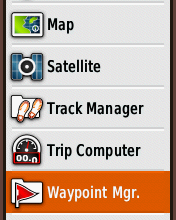 Map
Satellite
Track Manager
Trip Computer
00.n
Waypoint Mgr.